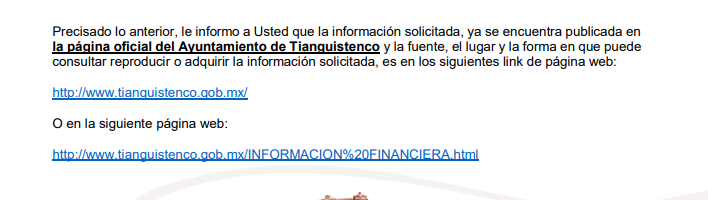 Precisado lo anterior, le informo a Usted que la información solicitada, ya se encuentra publicada en
la página oficial del Ayuntamiento de Tianguistenco y la fuente, el lugar y la forma en que puede
consultar reproducir o adquirir la información solicitada, es en los siguientes link de página web:
http://www.tianguistenco.gob.mx/
O en la siguiente página web:
http://www.tianguistenco.gob.mx/INFORMACION%20FINANCIERA.html